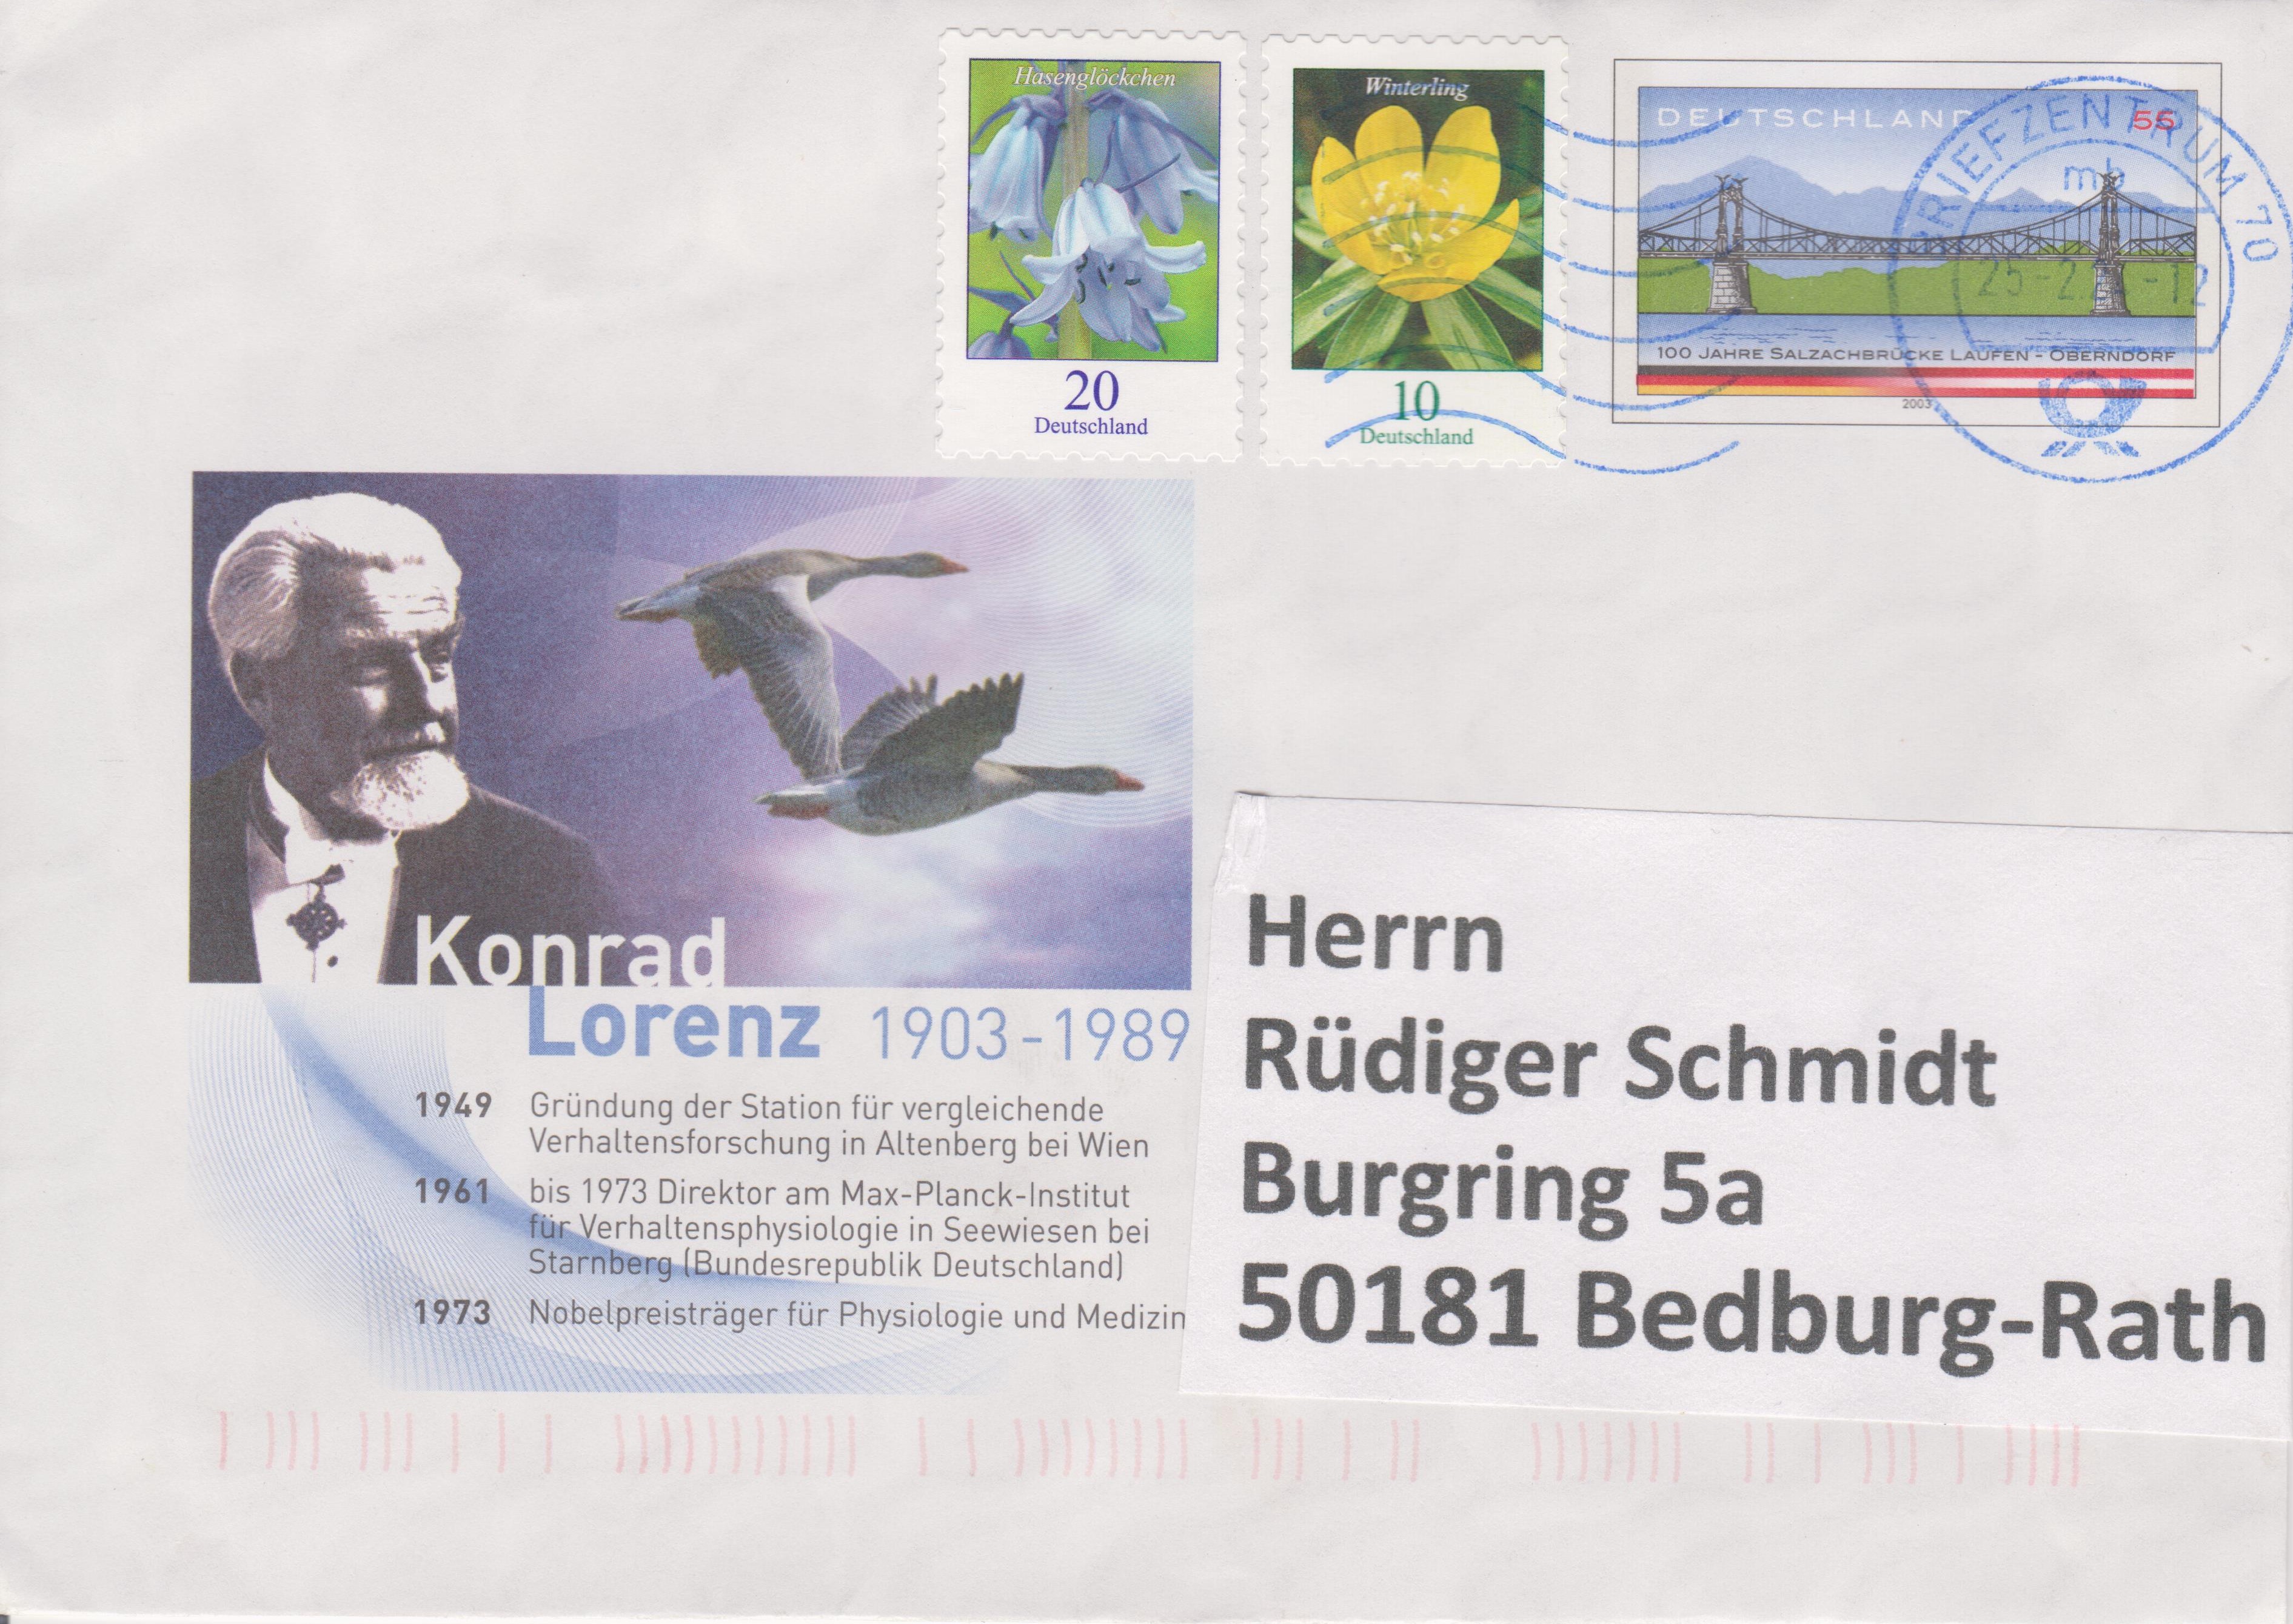 Hasenglöckchen
20
Deutschland
Winterling
10
Deutschland
DEUTSCHLAND
55
100 JAHRE SALZACHBRÜCKE LAUFEN - OBERNDORF
2003
BRIEFZENTRUM 70
mb
Konrad
Lorenz 1903-1989
1949 Gründung der Station für vergleichende
Verhaltensforschung in Altenberg bei Wien
1961 bis 1973 Direktor am Max-Planck-Institut
für Verhaltensphysiologie in Seewiesen bei
Starnberg (Bundesrepublik Deutschland)
1973 Nobelpreisträger für Physiologie und Medizin
Herrn
Rüdiger Schmidt
Burgring 5a
50181 Bedburg-Rath